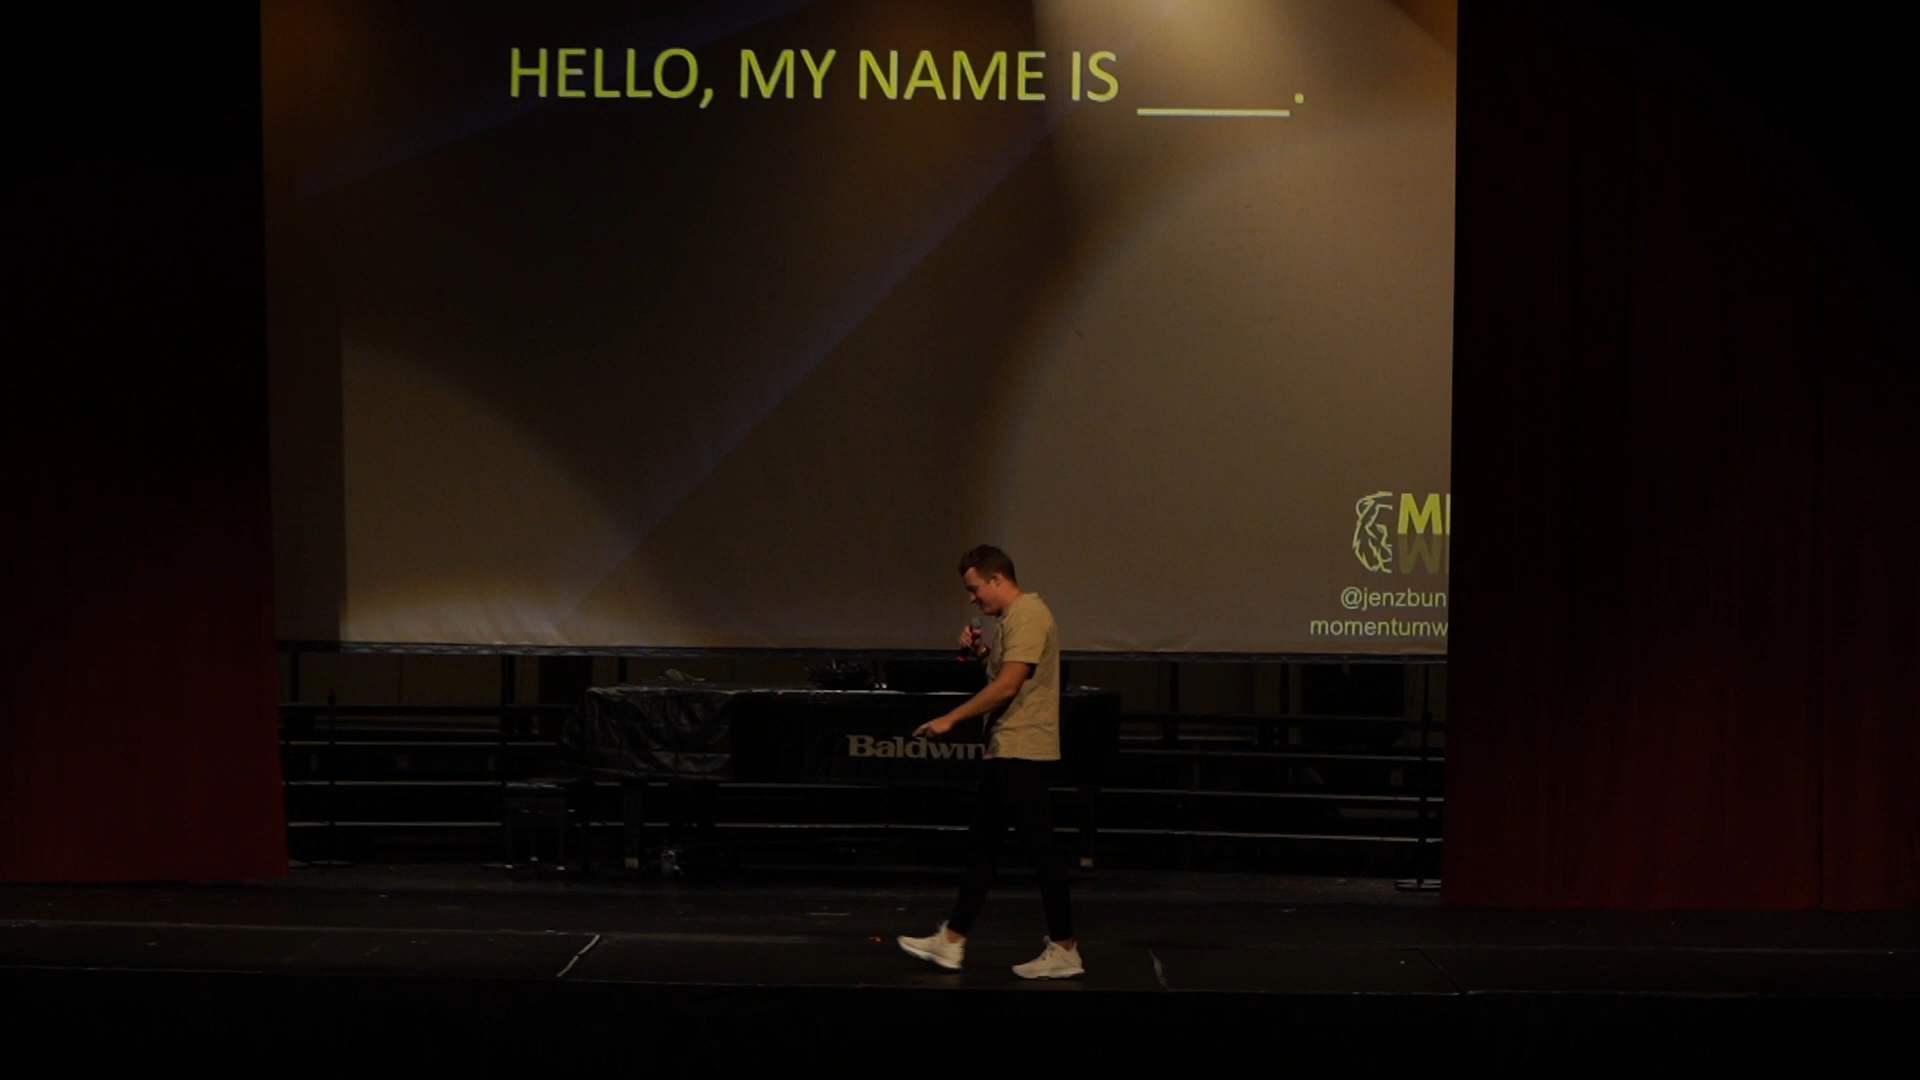 HELLO, MY NAME IS _____.
M
@jenzbun
momentumw
Baldwin